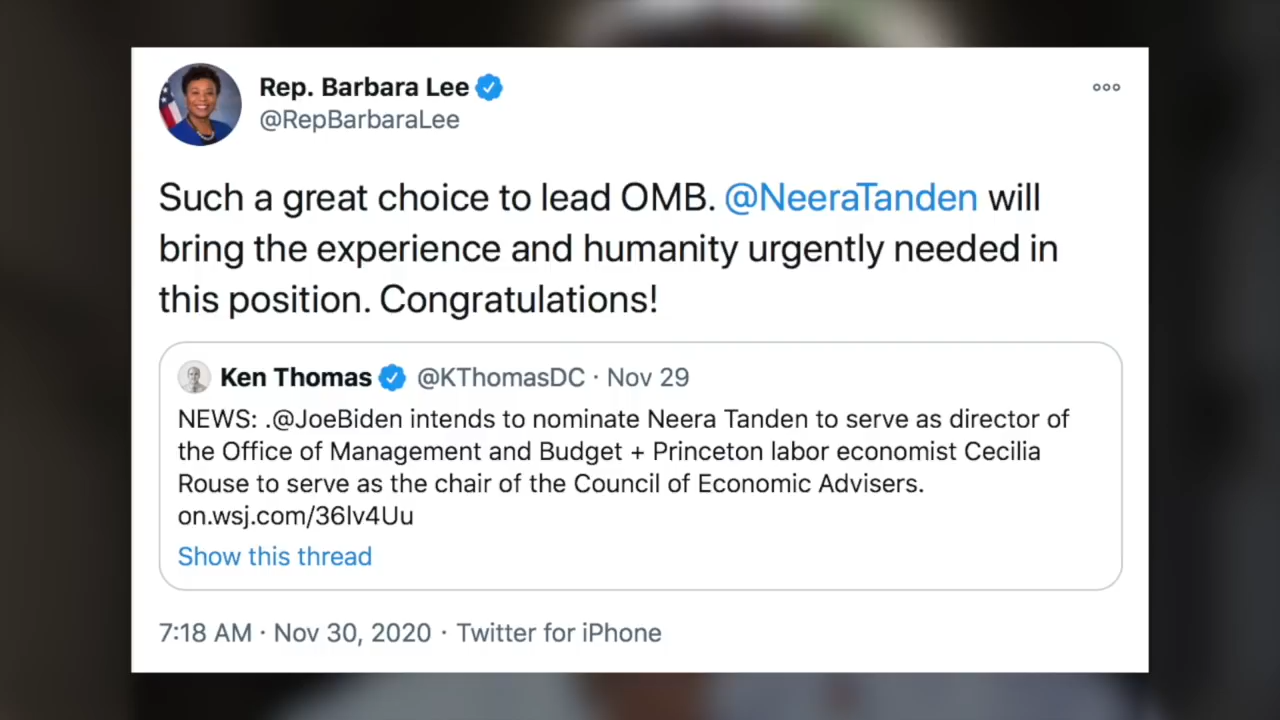 Rep. Barbara Lee
@RepBarbaraLee
Such a great choice to lead OMB. @NeeraTanden will
bring the experience and humanity urgently needed in
this position. Congratulations!
Ken Thomas @KThomasDC · Nov 29
NEWS: .@JoeBiden intends to nominate Neera Tanden to serve as director of
the Office of Management and Budget + Princeton labor economist Cecilia
Rouse to serve as the chair of the Council of Economic Advisers.
on.wsj.com/36lv4Uu
Show this thread
7:18 AM · Nov 30, 2020 · Twitter for iPhone